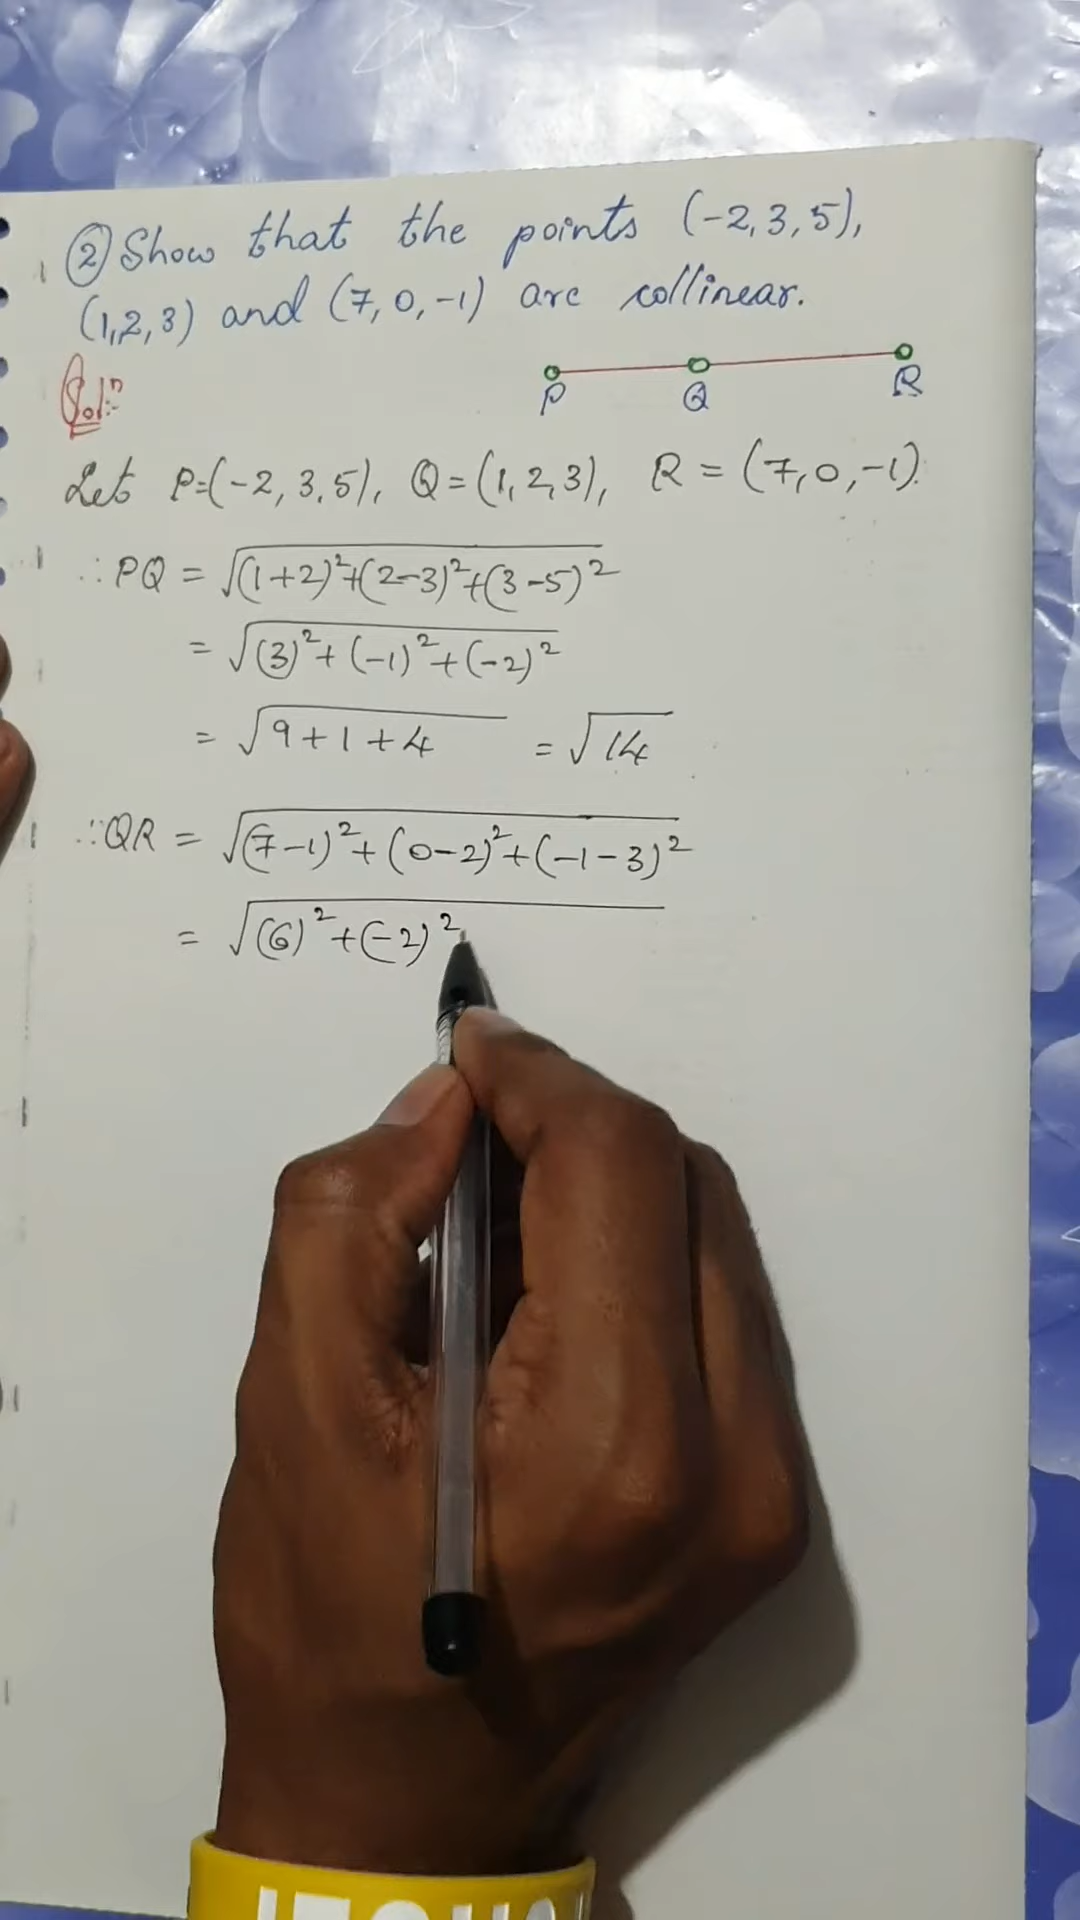 ② Show that the points (-2, 3, 5),
(1, 2, 3) and (7, 0, -1) are collinear.
Solⁿ:-
P Q R
Let P=(-2, 3, 5), Q=(1, 2, 3), R = (7, 0, -1).
∴ PQ = √(1+2)²+(2-3)²+(3-5)²
= √(3)²+(-1)²+(-2)²
= √9+1+4 = √14
∴ QR = √(7-1)²+(0-2)²+(-1-3)²
= √(6)²+(-2)²